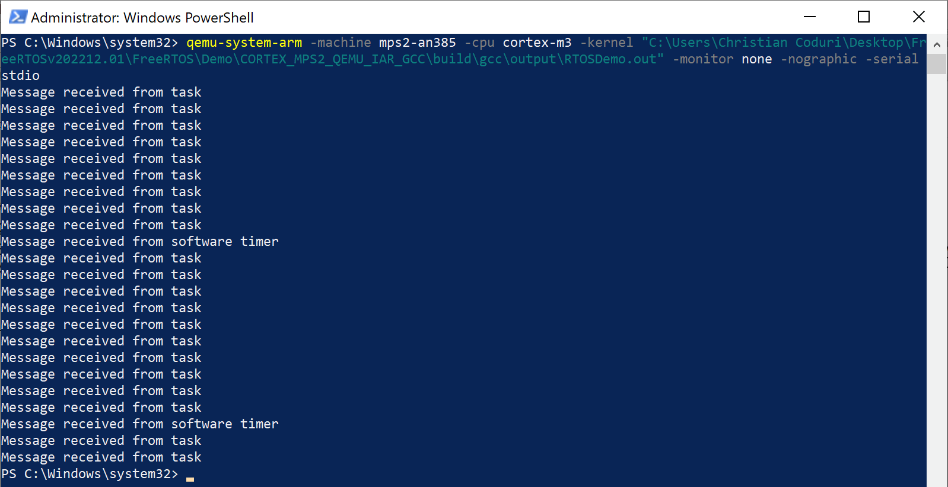 Administrator: Windows PowerShell
PS C:\Windows\system32> qemu-system-arm -machine mps2-an385 -cpu cortex-m3 -kernel "C:\Users\Christian Coduri\Desktop\Fr
eeRTOSv202212.01\FreeRTOS\Demo\CORTEX_MPS2_QEMU_IAR_GCC\build\gcc\output\RTOSDemo.out" -monitor none -nographic -serial
stdio
Message received from task
Message received from task
Message received from task
Message received from task
Message received from task
Message received from task
Message received from task
Message received from task
Message received from task
Message received from software timer
Message received from task
Message received from task
Message received from task
Message received from task
Message received from task
Message received from task
Message received from task
Message received from task
Message received from task
Message received from task
Message received from software timer
Message received from task
Message received from task
PS C:\Windows\system32>